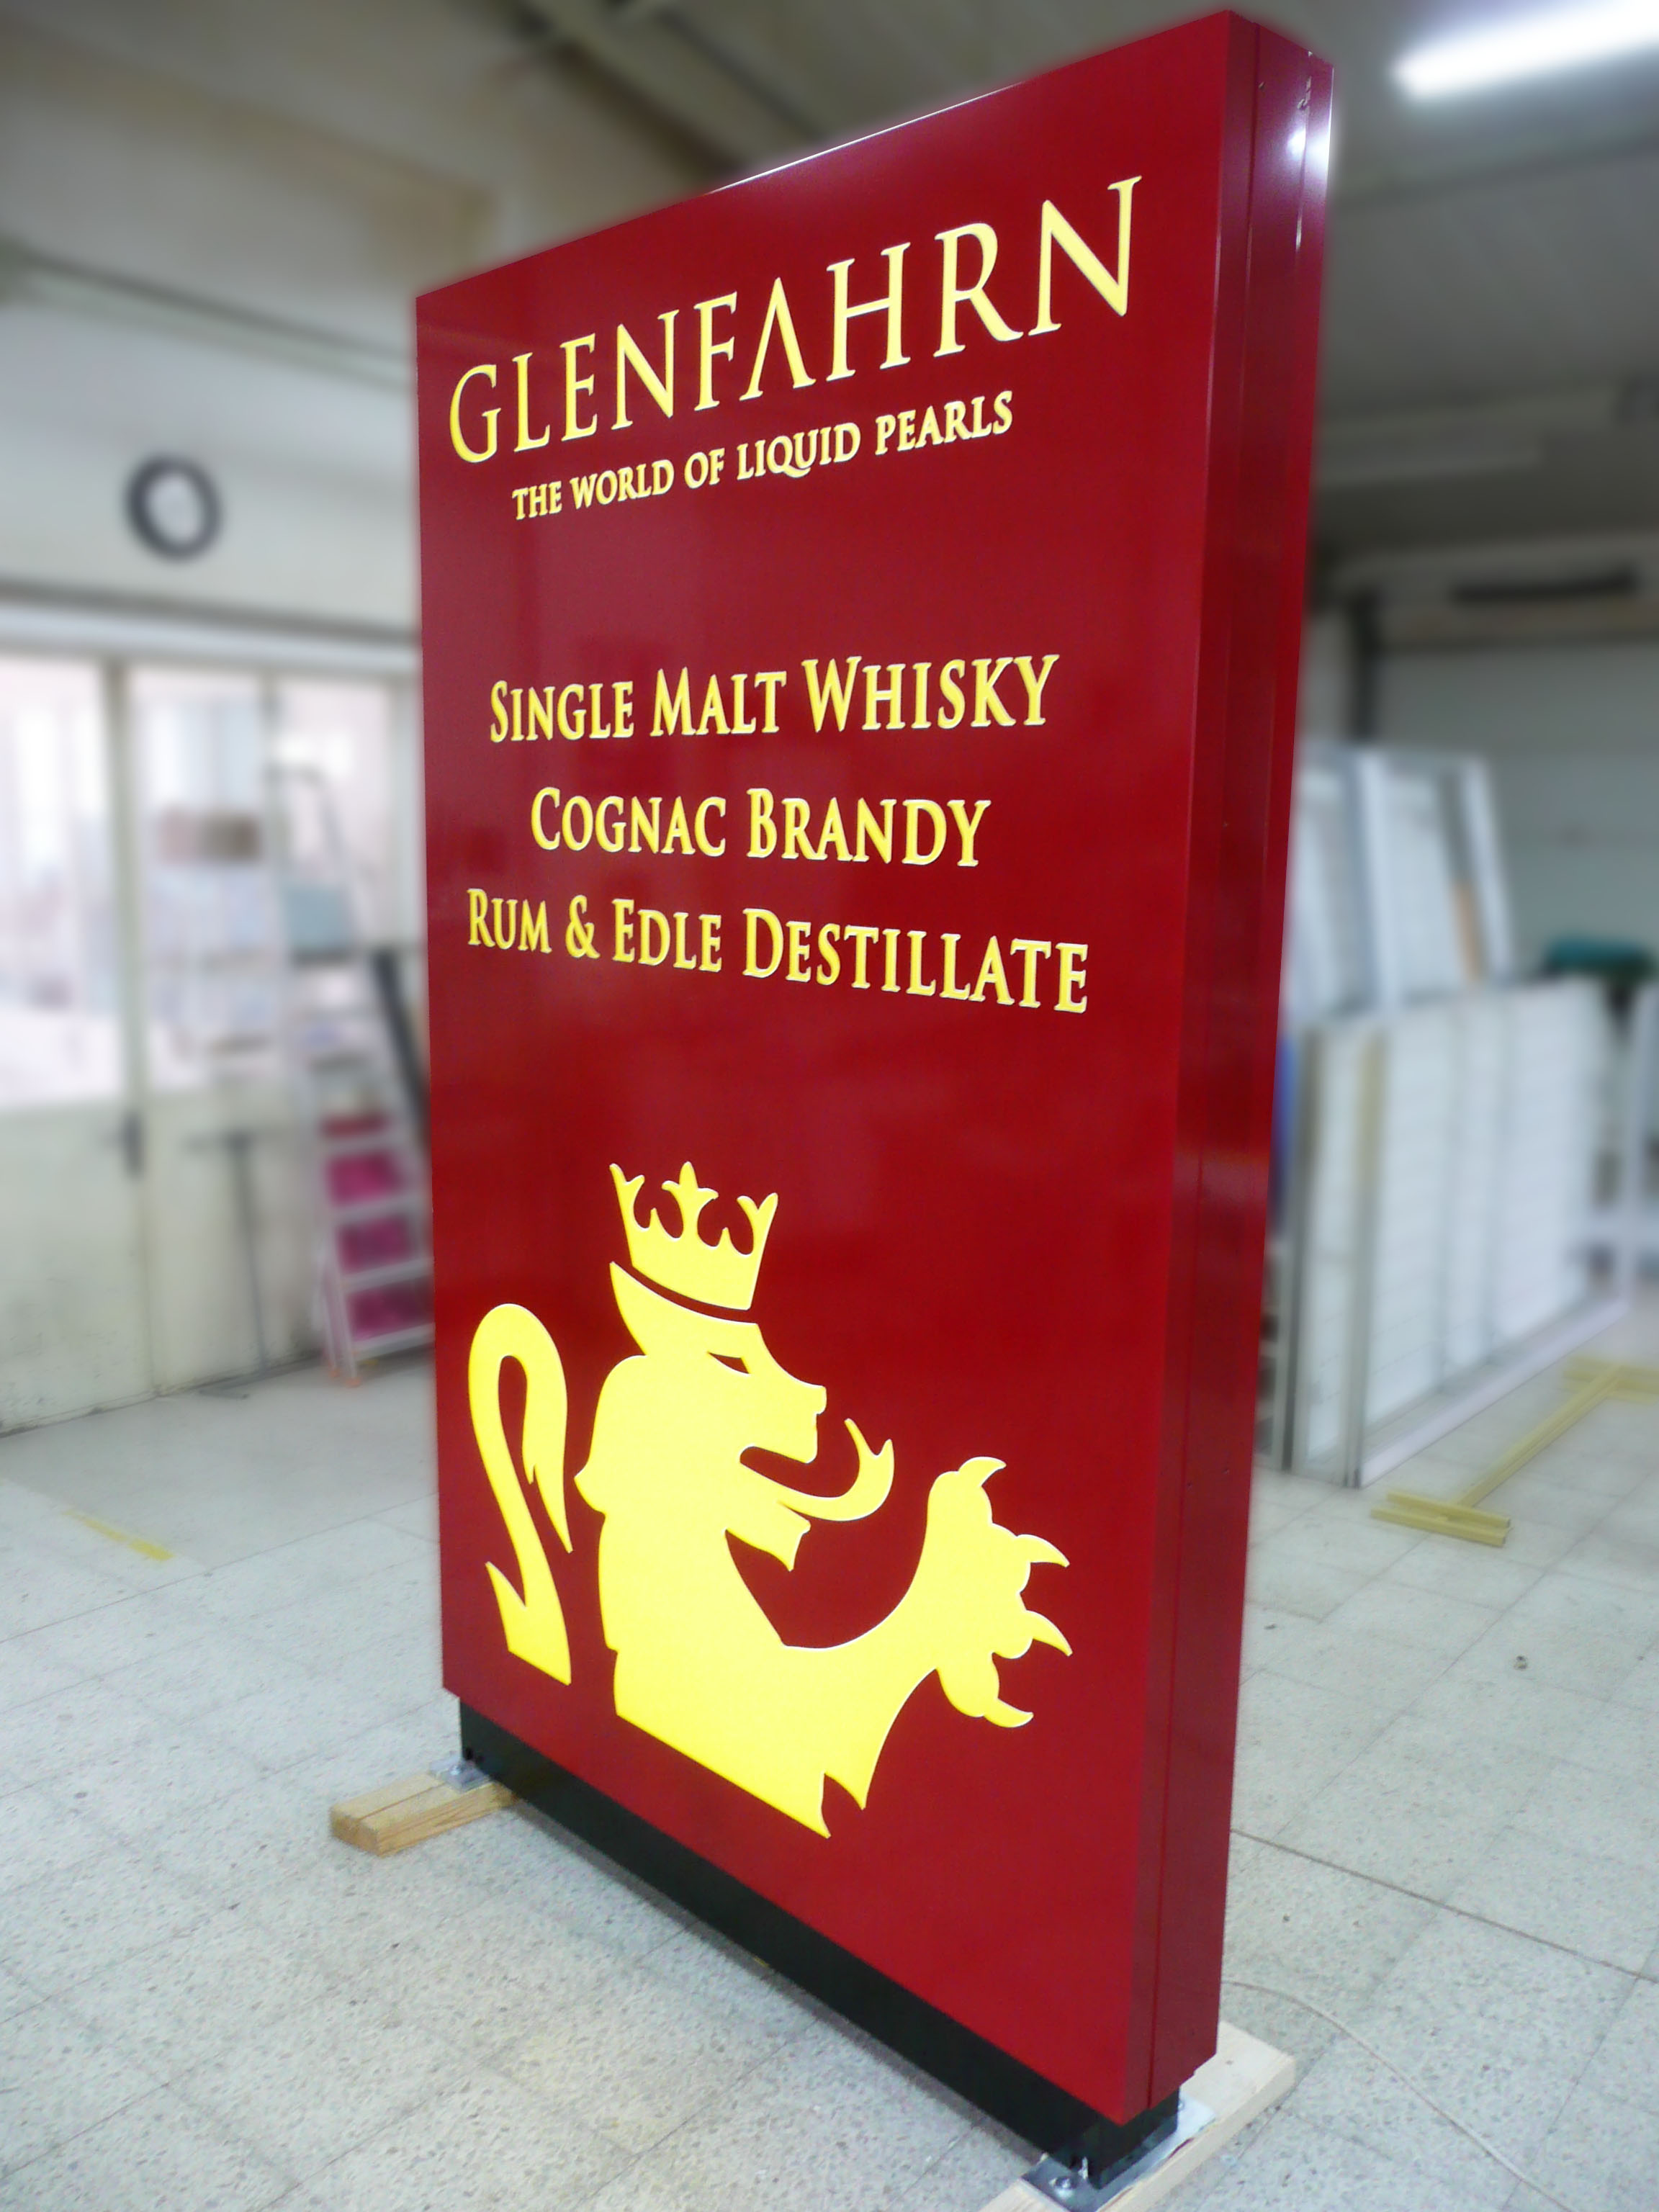 GLENFAHRN
THE WORLD OF LIQUID PEARLS
SINGLE MALT WHISKY
COGNAC BRANDY
RUM & EDLE DESTILLATE